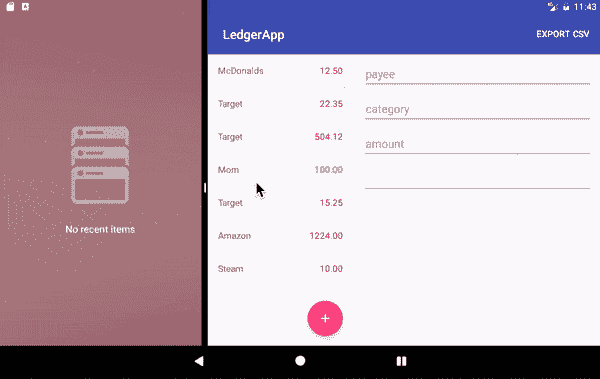 11:43
LedgerApp
EXPORT CSV
McDonalds 12.50
Target 22.35
Target 504.12
Mom 100.00
Target 15.25
Amazon 1224.00
Steam 10.00
+
payee
category
amount
No recent items